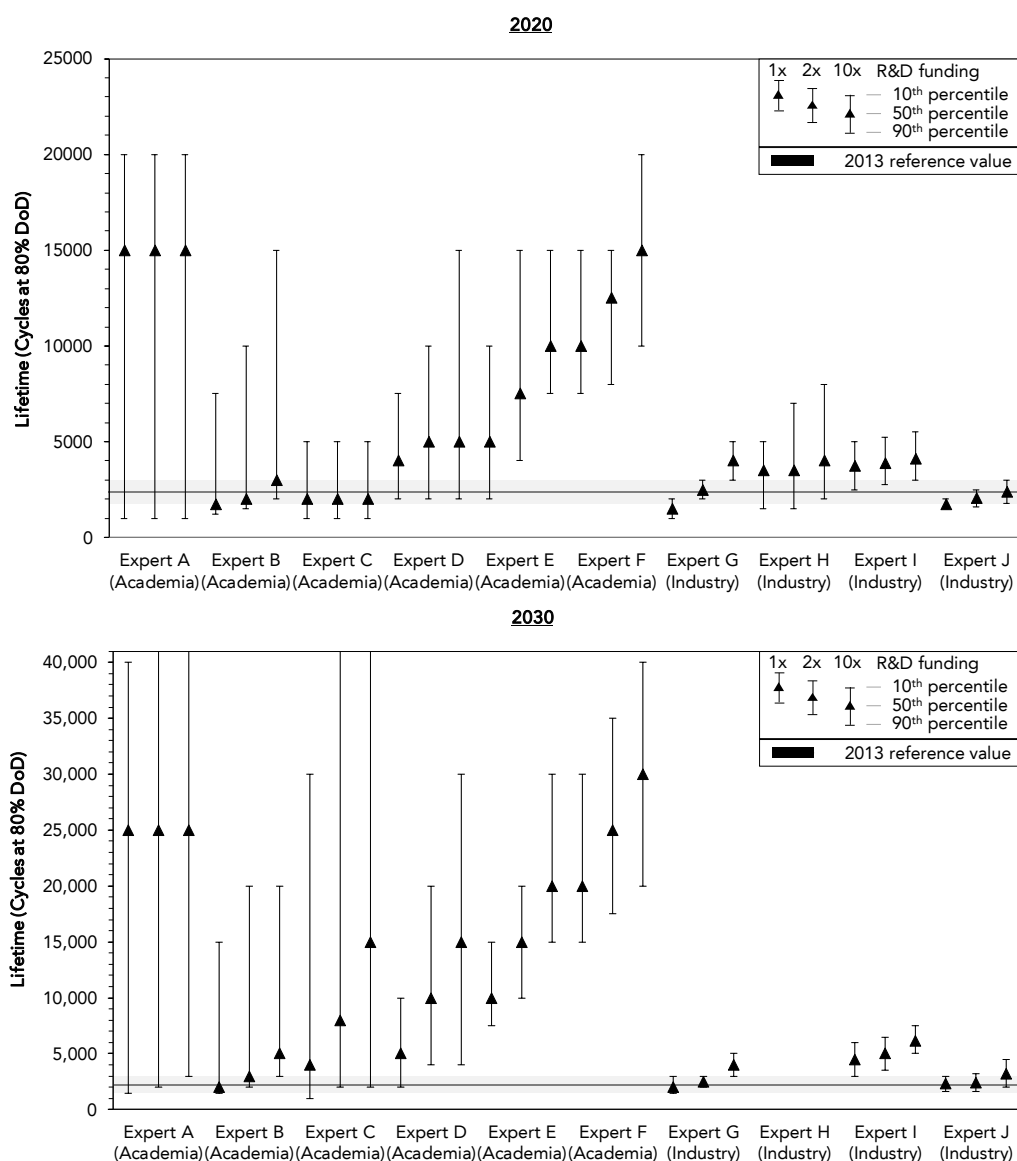 2020
25000
20000
15000
10000
5000
0
Lifetime (Cycles at 80% DoD)
1x 2x 10x R&D funding
10th percentile
50th percentile
90th percentile
2013 reference value
Expert A Expert B Expert C Expert D Expert E Expert F Expert G Expert H Expert I Expert J
(Academia) (Academia) (Academia) (Academia) (Academia) (Academia) (Industry) (Industry) (Industry) (Industry)
2030
40,000
35,000
30,000
25,000
20,000
15,000
10,000
5,000
0
Lifetime (Cycles at 80% DoD)
1x 2x 10x R&D funding
10th percentile
50th percentile
90th percentile
2013 reference value
Expert A Expert B Expert C Expert D Expert E Expert F Expert G Expert H Expert I Expert J
(Academia) (Academia) (Academia) (Academia) (Academia) (Academia) (Industry) (Industry) (Industry) (Industry)